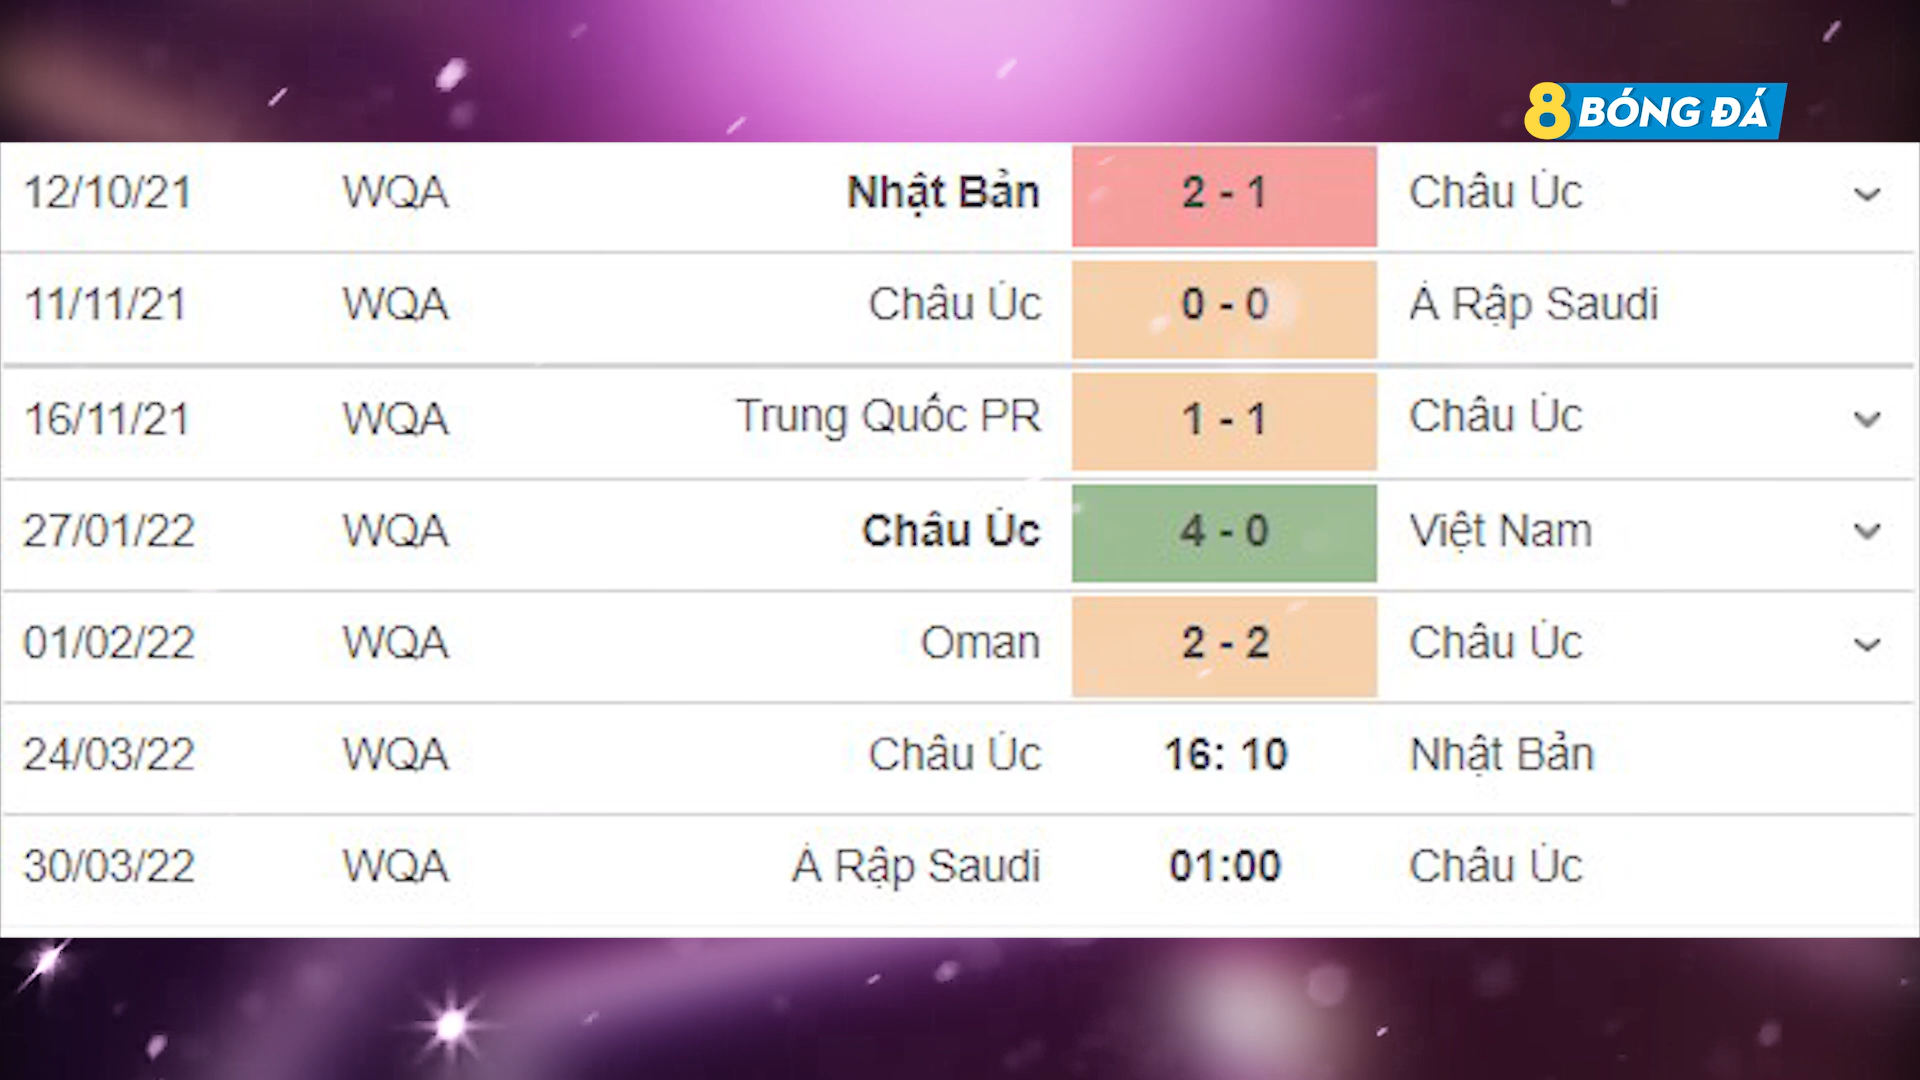 8 BÓNG ĐÁ
12/10/21 WQA Nhật Bản 2 - 1 Châu Úc
11/11/21 WQA Châu Úc 0 - 0 Ả Rập Saudi
16/11/21 WQA Trung Quốc PR 1 - 1 Châu Úc
27/01/22 WQA Châu Úc 4 - 0 Việt Nam
01/02/22 WQA Oman 2 - 2 Châu Úc
24/03/22 WQA Châu Úc 16: 10 Nhật Bản
30/03/22 WQA Ả Rập Saudi 01:00 Châu Úc